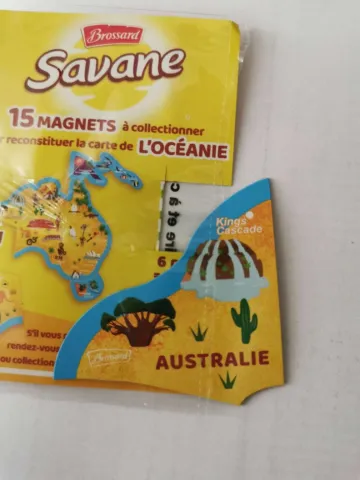 Brossard
Savane
15 MAGNETS à collectionner
r reconstituer la carte de L'OCÉANIE
Kings
Cascade
6
S'il vous
rendez-vous
ou collection
Brossard
AUSTRALIE